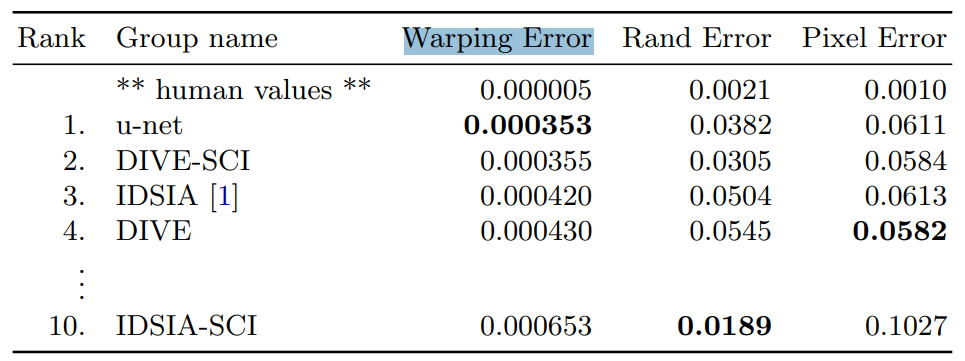 Rank Group name Warping Error Rand Error Pixel Error
** human values ** 0.000005 0.0021 0.0010
1. u-net 0.000353 0.0382 0.0611
2. DIVE-SCI 0.000355 0.0305 0.0584
3. IDSIA [1] 0.000420 0.0504 0.0613
4. DIVE 0.000430 0.0545 0.0582
⋮
10. IDSIA-SCI 0.000653 0.0189 0.1027